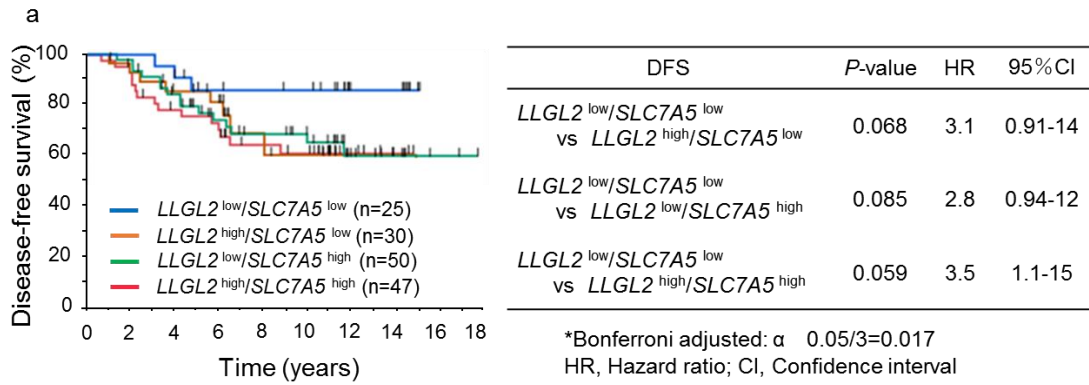 a
Disease-free survival (%)
100
80
60
40
20
0
LLGL2 low/SLC7A5 low (n=25)
LLGL2 high/SLC7A5 low (n=30)
LLGL2 low/SLC7A5 high (n=50)
LLGL2 high/SLC7A5 high (n=47)
0 2 4 6 8 10 12 14 16 18
Time (years)
DFS P-value HR 95%CI
LLGL2 low/SLC7A5 low
vs LLGL2 high/SLC7A5 low 0.068 3.1 0.91-14
LLGL2 low/SLC7A5 low
vs LLGL2 low/SLC7A5 high 0.085 2.8 0.94-12
LLGL2 low/SLC7A5 low
vs LLGL2 high/SLC7A5 high 0.059 3.5 1.1-15
*Bonferroni adjusted: α 0.05/3=0.017
HR, Hazard ratio; CI, Confidence interval